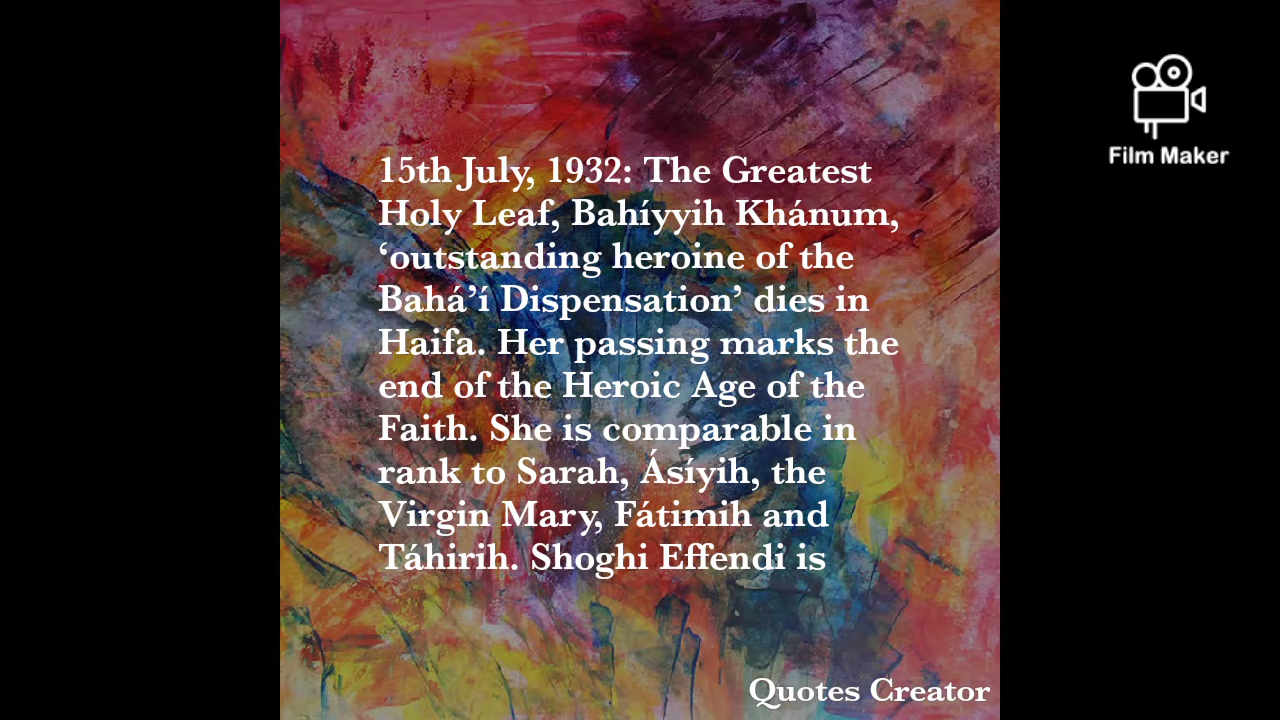 15th July, 1932: The Greatest
Holy Leaf, Bahíyyih Khánum,
‘outstanding heroine of the
Bahá’í Dispensation’ dies in
Haifa. Her passing marks the
end of the Heroic Age of the
Faith. She is comparable in
rank to Sarah, Ásíyih, the
Virgin Mary, Fátimih and
Táhirih. Shoghi Effendi is
Quotes Creator
Film Maker